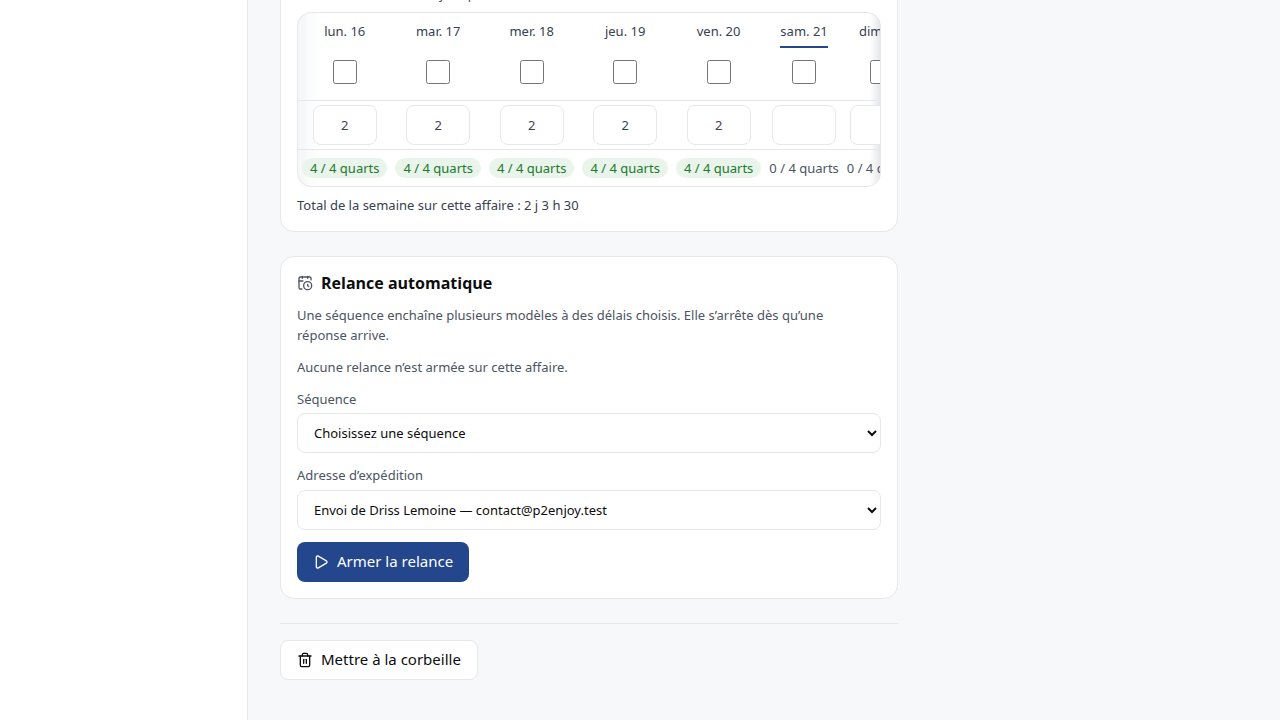 lun. 16 mar. 17 mer. 18 jeu. 19 ven. 20 sam. 21 dim
2 2 2 2 2
4 / 4 quarts 4 / 4 quarts 4 / 4 quarts 4 / 4 quarts 4 / 4 quarts 0 / 4 quarts 0 / 4
Total de la semaine sur cette affaire : 2 j 3 h 30
Relance automatique
Une séquence enchaîne plusieurs modèles à des délais choisis. Elle s’arrête dès qu’une
réponse arrive.
Aucune relance n’est armée sur cette affaire.
Séquence
Choisissez une séquence
Adresse d’expédition
Envoi de Driss Lemoine — contact@p2enjoy.test
Armer la relance
Mettre à la corbeille